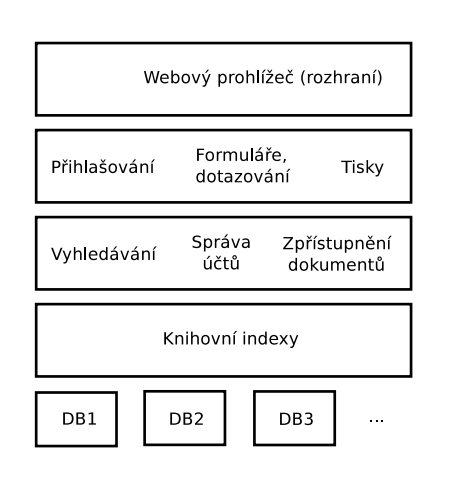 Webový prohlížeč (rozhraní)
Přihlašování
Formuláře,
dotazování
Tisky
Vyhledávání
Správa
účtů
Zpřístupnění
dokumentů
Knihovní indexy
DB1
DB2
DB3
...